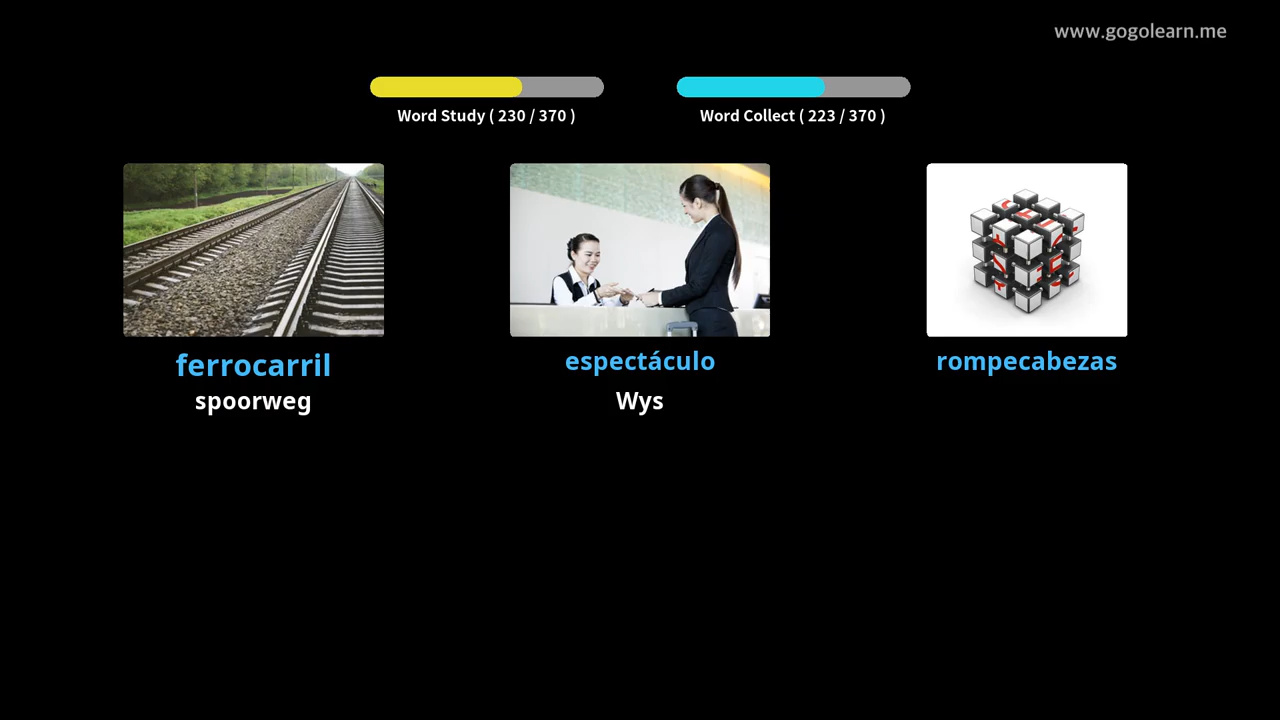 www.gogolearn.me
Word Study ( 230 / 370 )
Word Collect ( 223 / 370 )
ferrocarril
espectáculo
rompecabezas
spoorweg
Wys